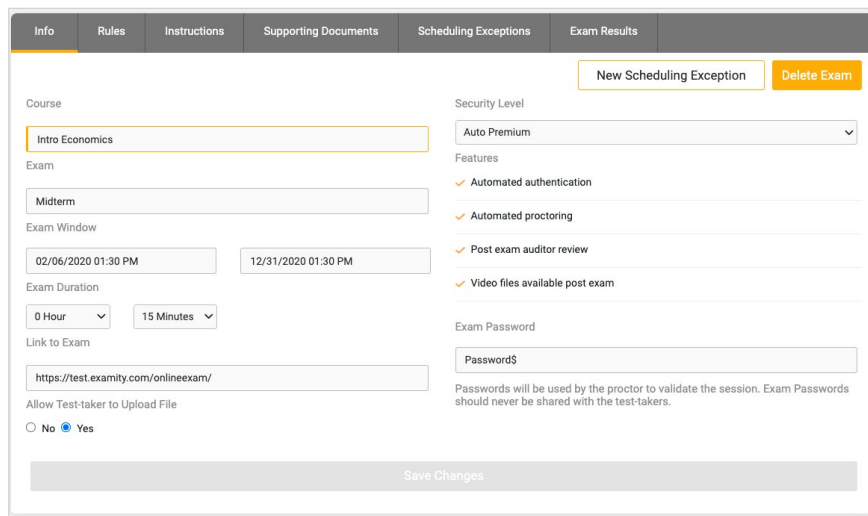 Info Rules Instructions Supporting Documents Scheduling Exceptions Exam Results
New Scheduling Exception Delete Exam
Course
Intro Economics
Exam
Midterm
Exam Window
02/06/2020 01:30 PM 12/31/2020 01:30 PM
Exam Duration
0 Hour 15 Minutes
Link to Exam
https://test.examity.com/onlineexam/
Allow Test-taker to Upload File
No Yes
Security Level
Auto Premium
Features
Automated authentication
Automated proctoring
Post exam auditor review
Video files available post exam
Exam Password
Password$
Passwords will be used by the proctor to validate the session. Exam Passwords
should never be shared with the test-takers.
Save Changes